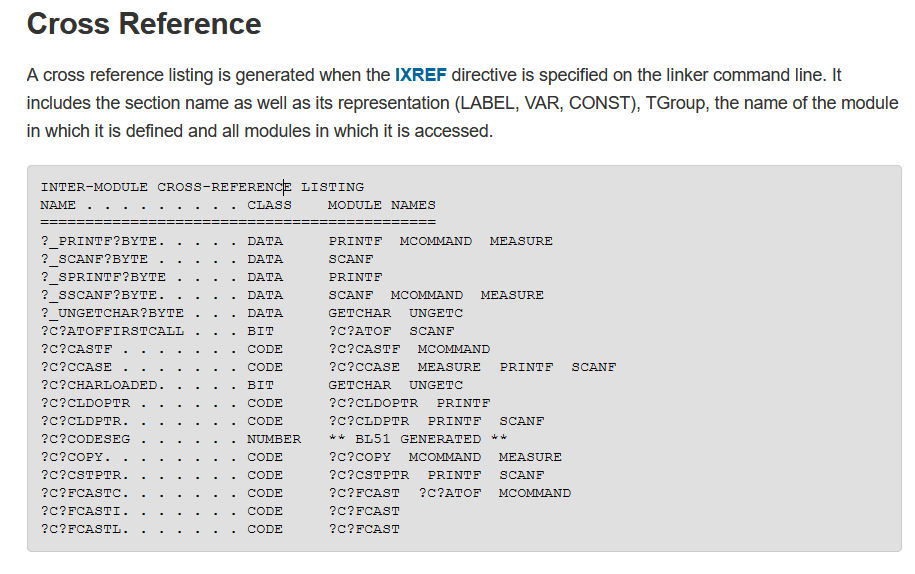 Cross Reference
A cross reference listing is generated when the IXREF directive is specified on the linker command line. It
includes the section name as well as its representation (LABEL, VAR, CONST), TGroup, the name of the module
in which it is defined and all modules in which it is accessed.
INTER-MODULE CROSS-REFERENCE LISTING
NAME . . . . . . . . . CLASS    MODULE NAMES
============================================
?_PRINTF?BYTE. . . . . DATA     PRINTF  MCOMMAND  MEASURE
?_SCANF?BYTE . . . . . DATA     SCANF
?_SPRINTF?BYTE . . . . DATA     PRINTF
?_SSCANF?BYTE. . . . . DATA     SCANF  MCOMMAND  MEASURE
?_UNGETCHAR?BYTE . . . DATA     GETCHAR  UNGETC
?C?ATOFFIRSTCALL . . . BIT      ?C?ATOF  SCANF
?C?CASTF . . . . . . . CODE     ?C?CASTF  MCOMMAND
?C?CCASE . . . . . . . CODE     ?C?CCASE  MEASURE  PRINTF  SCANF
?C?CHARLOADED. . . . . BIT      GETCHAR  UNGETC
?C?CLDOPTR . . . . . . CODE     ?C?CLDOPTR  PRINTF
?C?CLDPTR. . . . . . . CODE     ?C?CLDPTR  PRINTF  SCANF
?C?CODESEG . . . . . . NUMBER   ** BL51 GENERATED **
?C?COPY. . . . . . . . CODE     ?C?COPY  MCOMMAND  MEASURE
?C?CSTPTR. . . . . . . CODE     ?C?CSTPTR  PRINTF  SCANF
?C?FCASTC. . . . . . . CODE     ?C?FCAST  ?C?ATOF  MCOMMAND
?C?FCASTI. . . . . . . CODE     ?C?FCAST
?C?FCASTL. . . . . . . CODE     ?C?FCAST